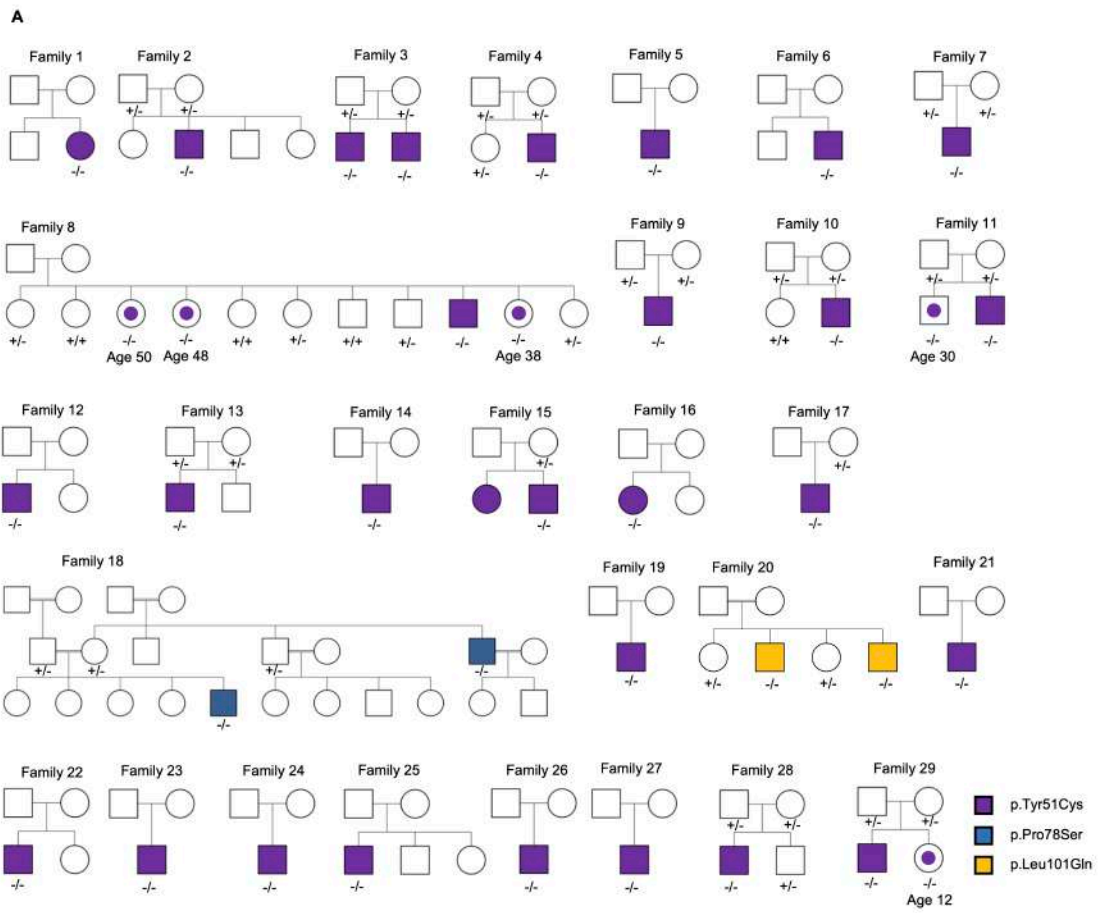 A
Family 1 Family 2 Family 3 Family 4 Family 5 Family 6 Family 7
+/- +/- +/- +/- +/- +/- +/- +/-
-/- -/- -/- -/- +/- -/- -/- -/- -/-
Family 8 Family 9 Family 10 Family 11
+/- +/- +/- +/- +/- +/-
+/- +/+ -/- -/- +/+ +/- +/+ +/- -/- -/- +/- -/- +/+ -/- -/- -/-
Age 50 Age 48 Age 38 Age 30
Family 12 Family 13 Family 14 Family 15 Family 16 Family 17
+/- +/- +/- +/-
-/- -/- -/- -/- -/- -/-
Family 18 Family 19 Family 20 Family 21
+/- +/- +/- -/- -/- +/- -/- +/- -/- -/-
-/-
Family 22 Family 23 Family 24 Family 25 Family 26 Family 27 Family 28 Family 29
+/- +/- +/- +/-
-/- -/- -/- -/- -/- -/- -/- +/- -/- -/-
Age 12
p.Tyr51Cys
p.Pro78Ser
p.Leu101Gln